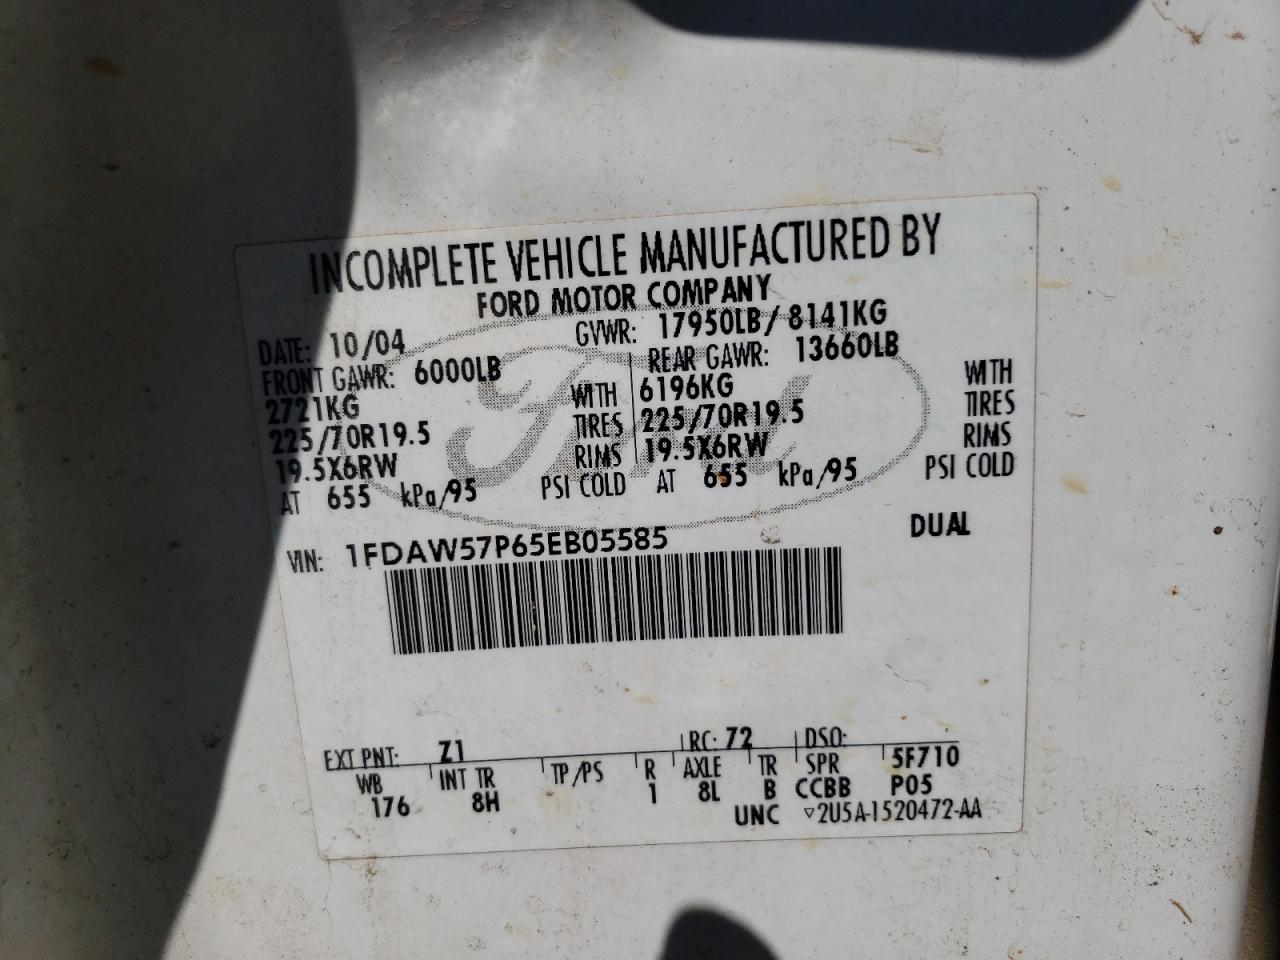 INCOMPLETE VEHICLE MANUFACTURED BY
FORD MOTOR COMPANY
DATE: 10/04 GVWR: 17950LB/8141KG
FRONT GAWR: 6000LB REAR GAWR: 13660LB
2721KG WITH 6196KG WITH
225/70R19.5 TIRES 225/70R19.5 TIRES
19.5X6RW RIMS 19.5X6RW RIMS
AT 655 kPa/95 PSI COLD AT 655 kPa/95 PSI COLD
VIN: 1FDAW57P65EB05585 DUAL
EXT PNT: Z1 RC: 72 DSO:
WB INT TR TP/PS R AXLE TR SPR 5F710
176 8H 1 8L B CCBB P05
UNC ▽2U5A-1520472-AA
Ford